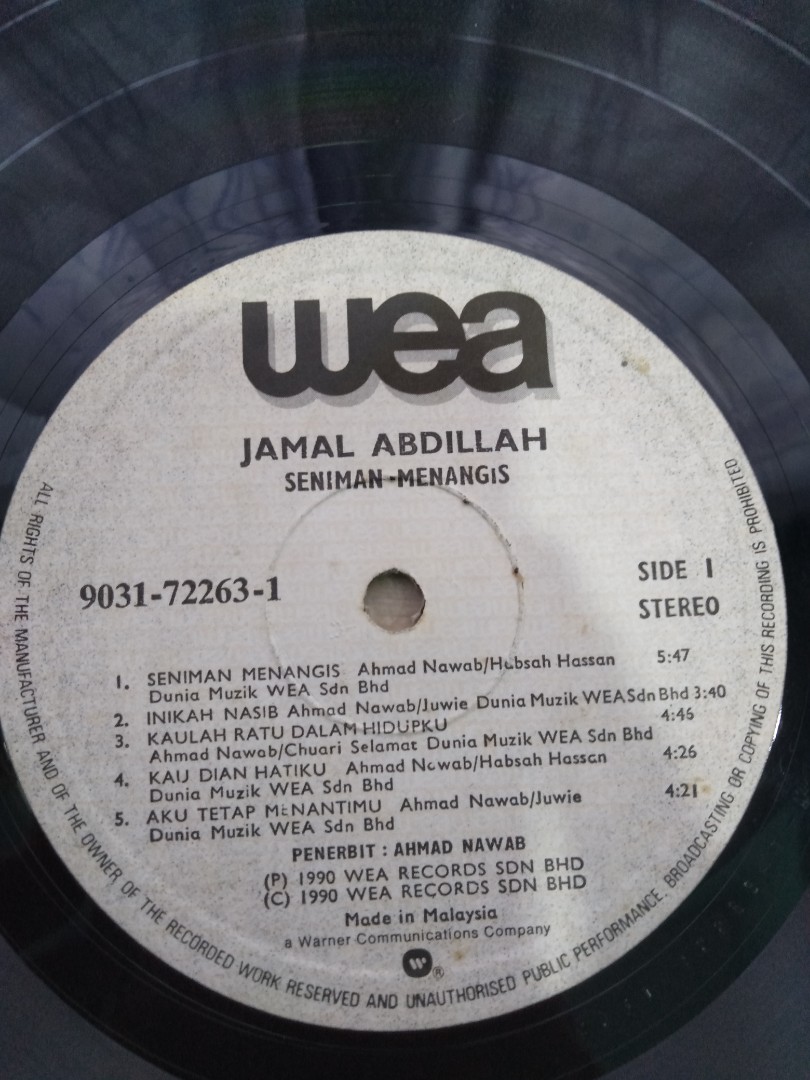 wea
JAMAL ABDILLAH
SENIMAN MENANGIS
9031-72263-1
SIDE 1
STEREO
1. SENIMAN MENANGIS Ahmad Nawab/Habsah Hassan 5:47
Dunia Muzik WEA Sdn Bhd
2. INIKAH NASIB Ahmad Nawab/Juwie Dunia Muzik WEA Sdn Bhd 3:40
3. KAULAH RATU DALAM HIDUPKU 4:46
Ahmad Nawab/Chuari Selamat Dunia Muzik WEA Sdn Bhd
4. KAU DIAN HATIKU Ahmad Nawab/Habsah Hassan 4:26
Dunia Muzik WEA Sdn Bhd
5. AKU TETAP MENANTIMU Ahmad Nawab/Juwie 4:21
Dunia Muzik WEA Sdn Bhd
PENERBIT : AHMAD NAWAB
(P) 1990 WEA RECORDS SDN BHD
(C) 1990 WEA RECORDS SDN BHD
Made in Malaysia
a Warner Communications Company
W ®
ALL RIGHTS OF THE MANUFACTURER AND OF THE OWNER OF THE RECORDED WORK RESERVED AND UNAUTHORISED PUBLIC PERFORMANCE, BROADCASTING OR COPYING OF THIS RECORDING IS PROHIBITED